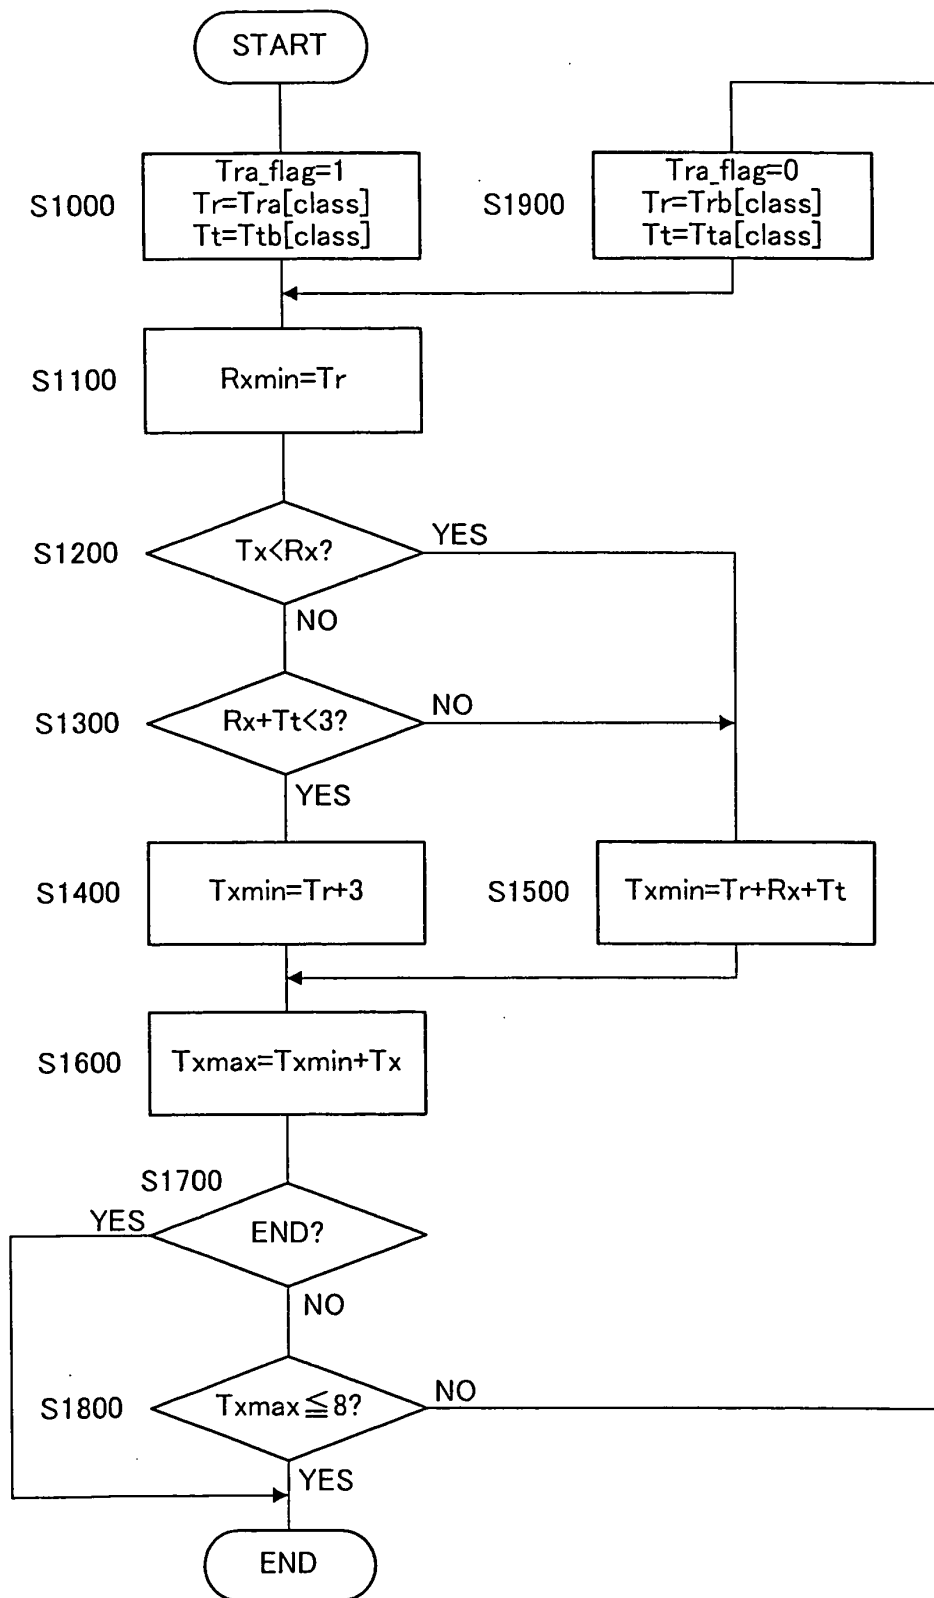 START
S1000
Tra_flag=1
Tr=Tra[class]
Tt=Ttb[class]
S1900
Tra_flag=0
Tr=Trb[class]
Tt=Tta[class]
S1100
Rxmin=Tr
S1200
Tx<Rx?
YES
NO
S1300
Rx+Tt<3?
NO
YES
S1400
Txmin=Tr+3
S1500
Txmin=Tr+Rx+Tt
S1600
Txmax=Txmin+Tx
S1700
YES
END?
NO
S1800
Txmax≦8?
NO
YES
END